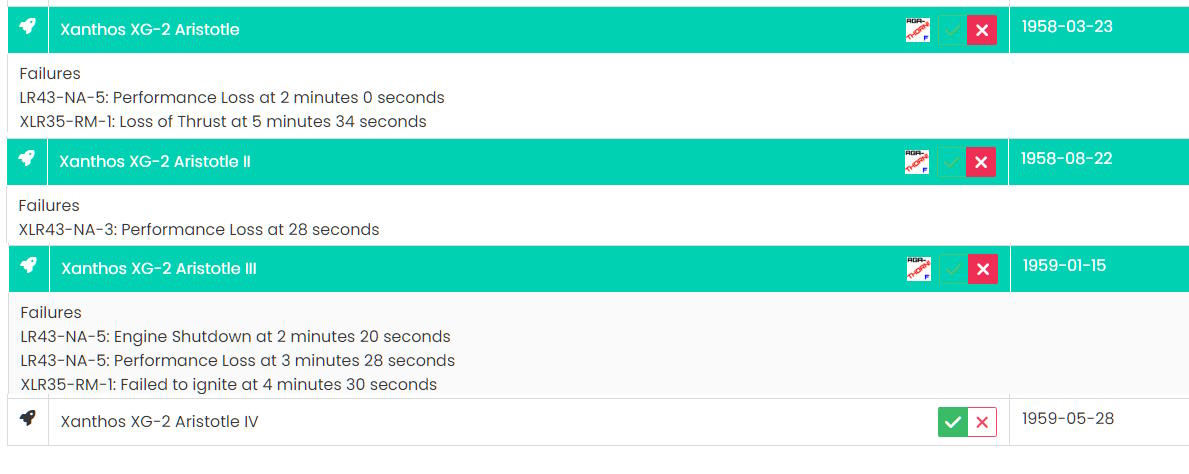 Xanthos XG-2 Aristotle 1958-03-23
Failures
LR43-NA-5: Performance Loss at 2 minutes 0 seconds
XLR35-RM-1: Loss of Thrust at 5 minutes 34 seconds
Xanthos XG-2 Aristotle II 1958-08-22
Failures
XLR43-NA-3: Performance Loss at 28 seconds
Xanthos XG-2 Aristotle III 1959-01-15
Failures
LR43-NA-5: Engine Shutdown at 2 minutes 20 seconds
LR43-NA-5: Performance Loss at 3 minutes 28 seconds
XLR35-RM-1: Failed to ignite at 4 minutes 30 seconds
Xanthos XG-2 Aristotle IV 1959-05-28